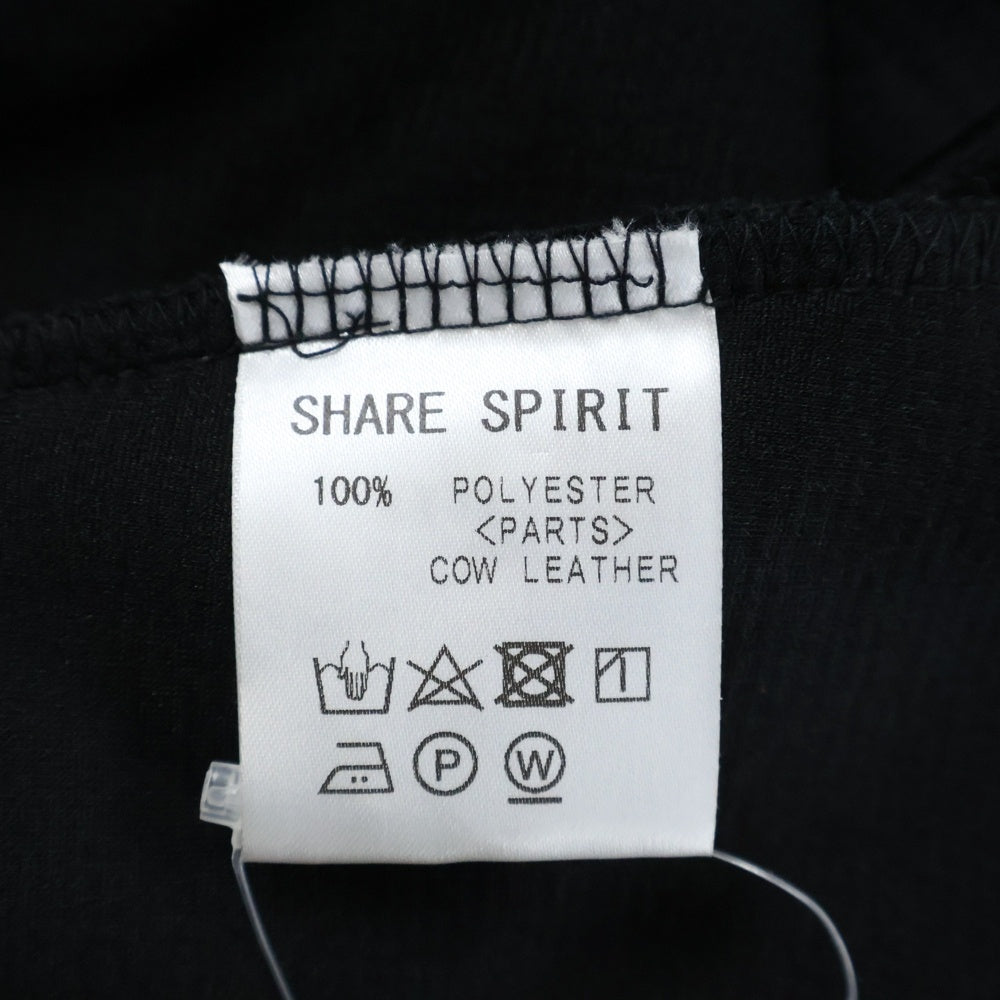 SHARE SPIRIT
100% POLYESTER
<PARTS>
COW LEATHER
P W